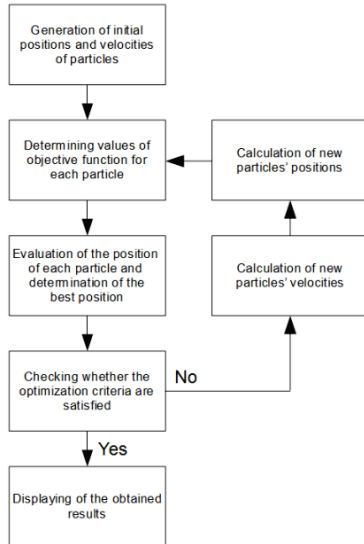 Generation of initial
positions and velocities
of particles
Determining values of
objective function for
each particle
Calculation of new
particles' positions
Evaluation of the position
of each particle and
determination of the
best position
Calculation of new
particles' velocities
Checking whether the
optimization criteria are
satisfied
No
Yes
Displaying of the obtained
results